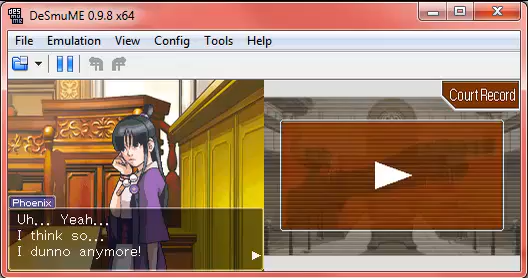 DeSmuME 0.9.8 x64
File Emulation View Config Tools Help
Court Record
Phoenix
Uh... Yeah...
I think so...
I dunno anymore!